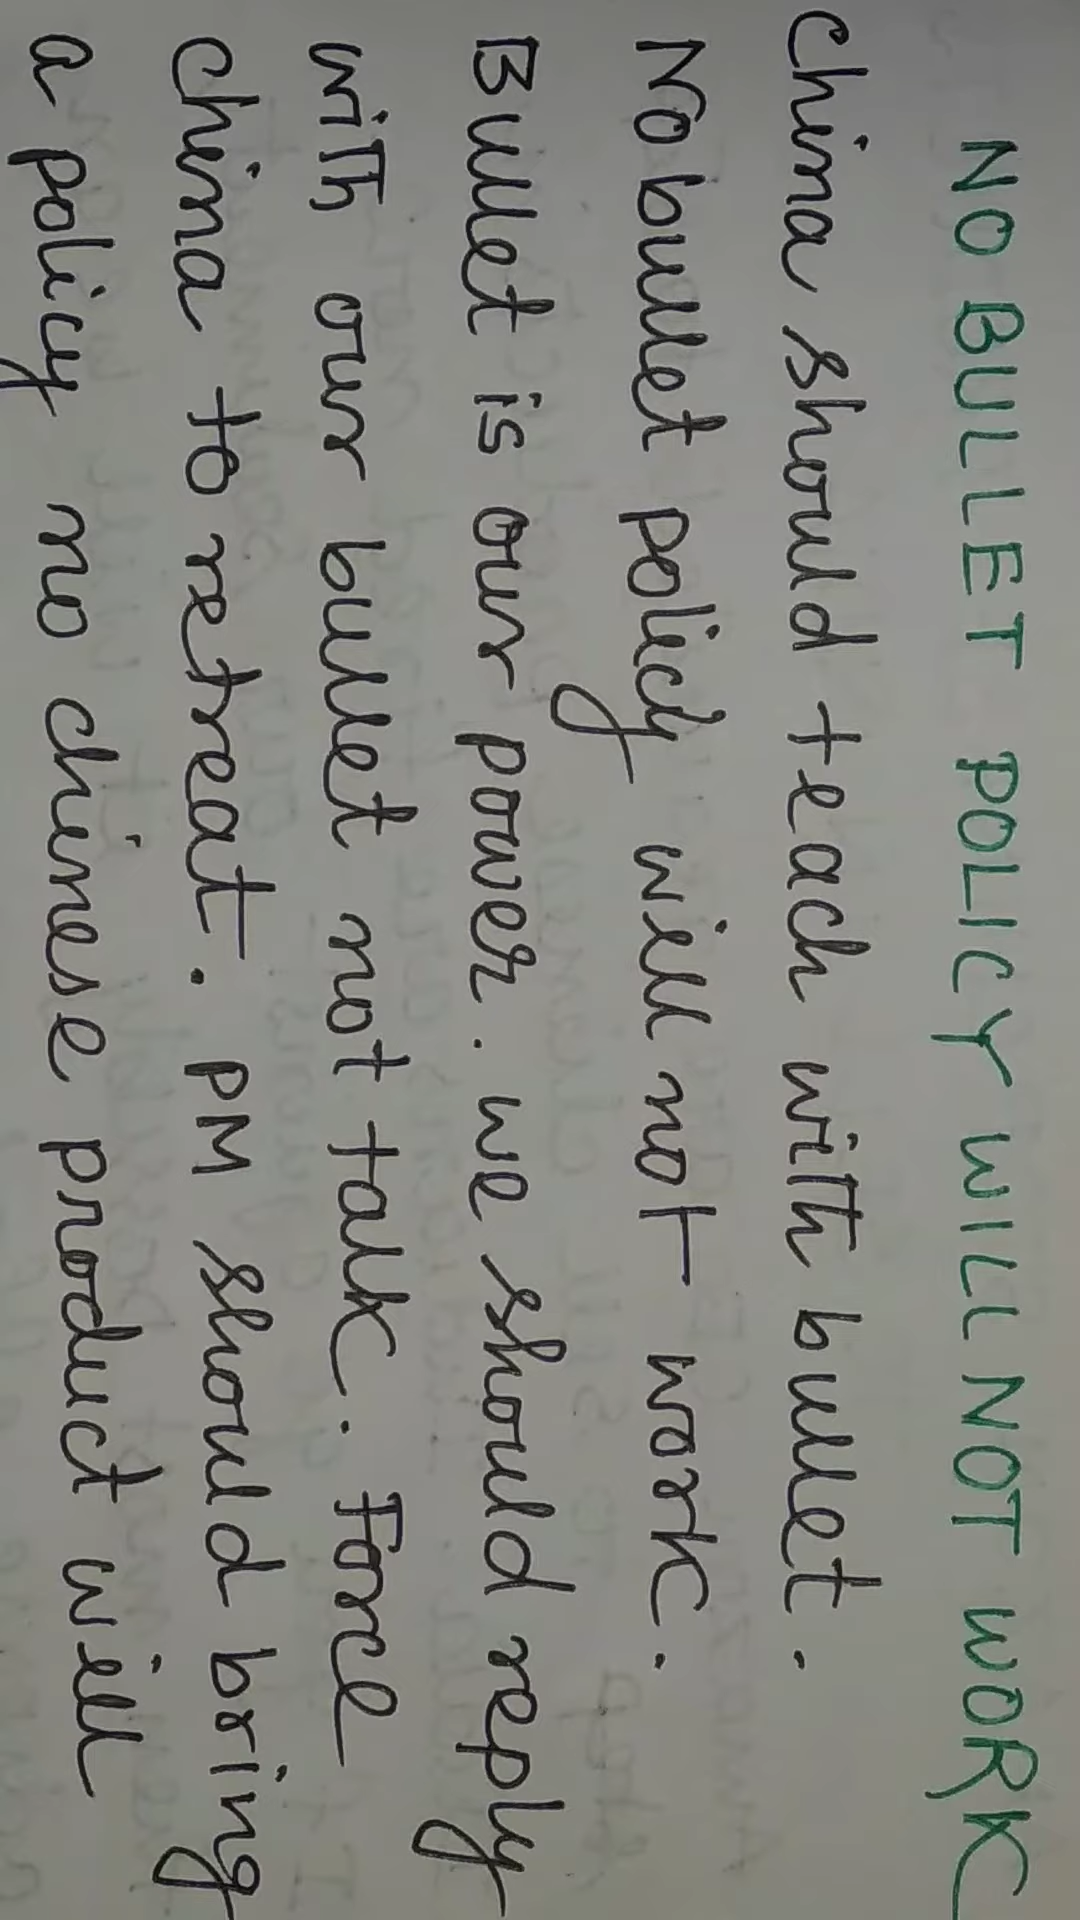 NO BULLET POLICY WILL NOT WORK
China should teach with bullet.
No bullet policy will not work.
Bullet is our power. we should reply
with our bullet not talk. Force
China to retreat. PM should bring
a policy no chinese product will